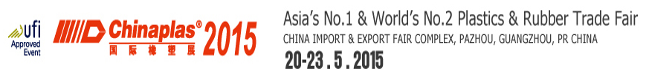 ufi
Approved
Event
Chinaplas®
国际橡塑展
2015
Asia's No.1 & World's No.2 Plastics & Rubber Trade Fair
CHINA IMPORT & EXPORT FAIR COMPLEX, PAZHOU, GUANGZHOU, PR CHINA
20-23 . 5 . 2015